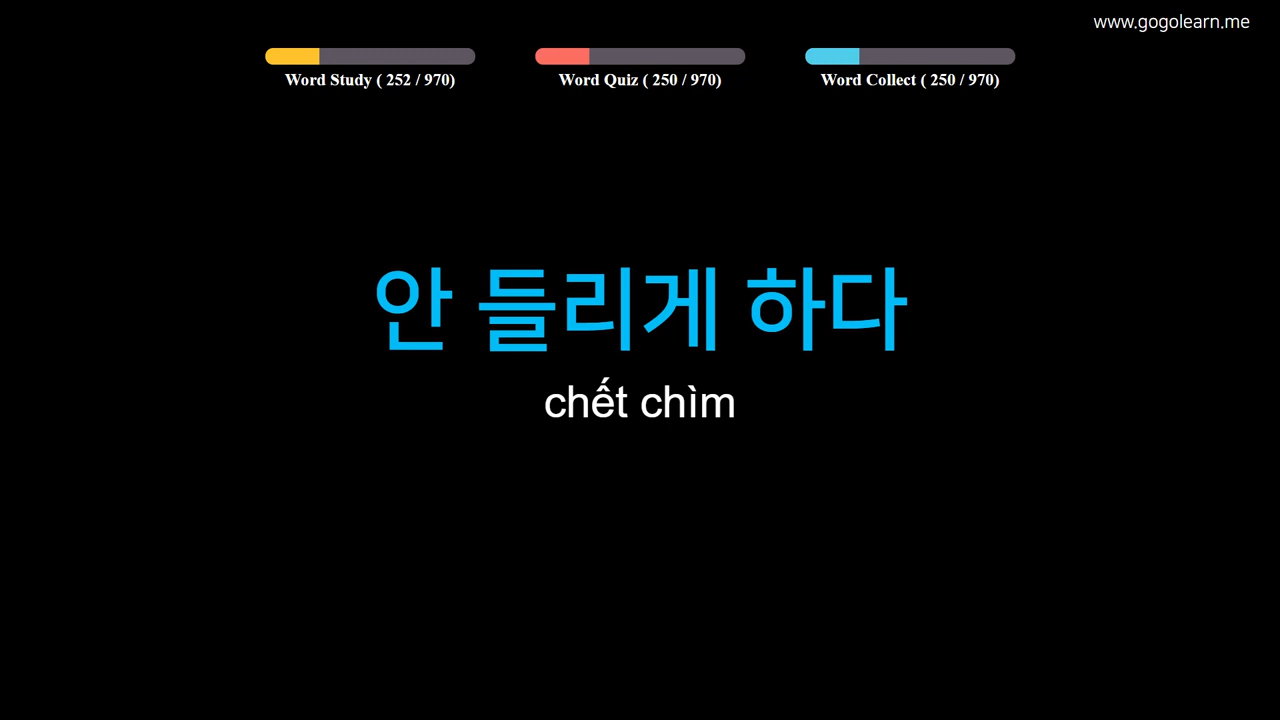 www.gogolearn.me
Word Study ( 252 / 970)
Word Quiz ( 250 / 970)
Word Collect ( 250 / 970)
안 들리게 하다
chết chìm